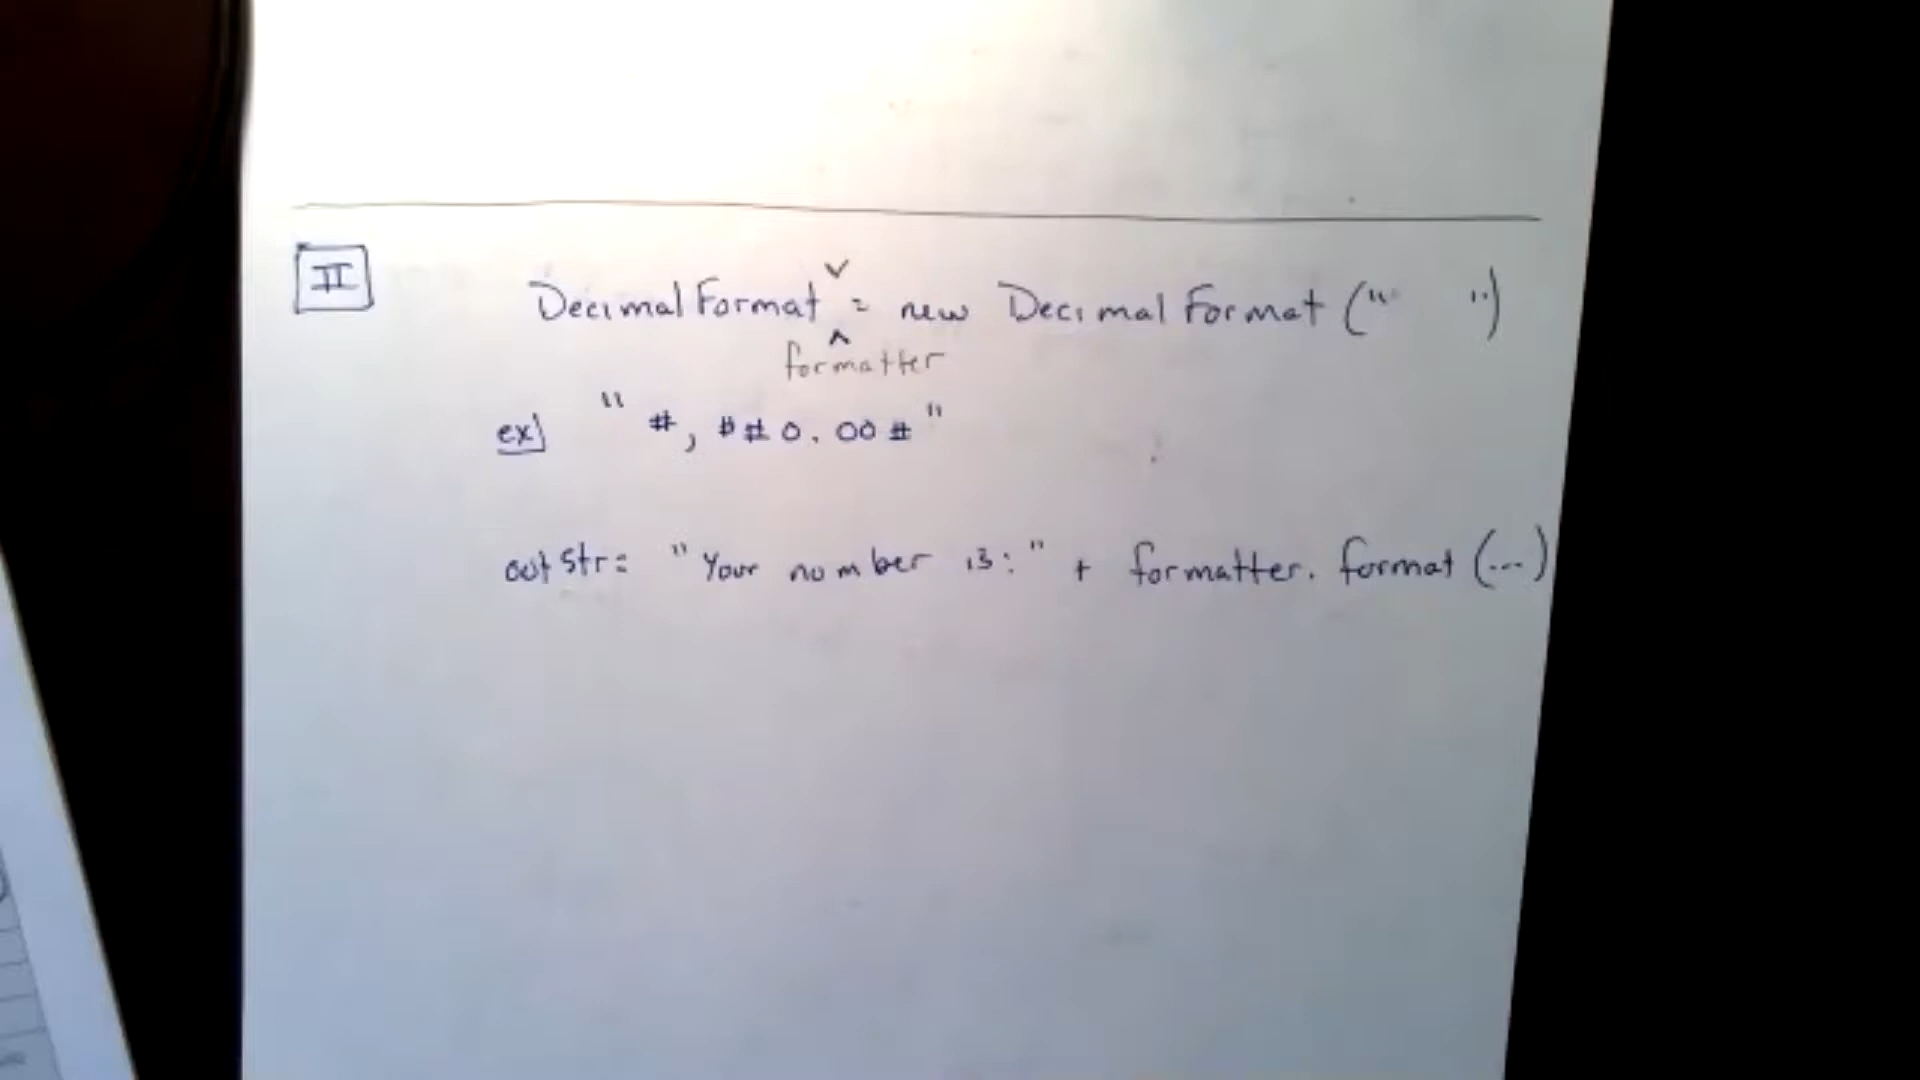 II
DecimalFormat = new DecimalFormat (" ")
formatter
ex) "#,##0.00#"
outStr= "Your number is:" + formatter.format (...)